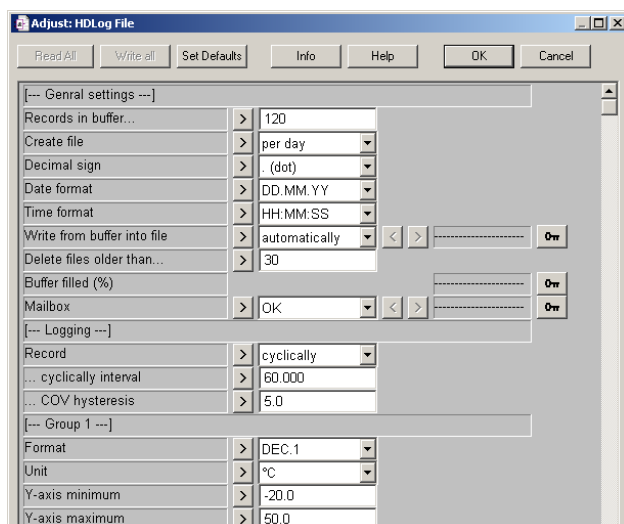 Adjust: HDLog File
Read All Write all Set Defaults Info Help OK Cancel
[--- Genral settings ---]
Records in buffer... > 120
Create file > per day
Decimal sign > . (dot)
Date format > DD.MM.YY
Time format > HH:MM:SS
Write from buffer into file > automatically < > ----------------------
Delete files older than... > 30
Buffer filled (%) ----------------------
Mailbox > OK < > ----------------------
[--- Logging ---]
Record > cyclically
... cyclically interval > 60.000
... COV hysteresis > 5.0
[--- Group 1 ---]
Format > DEC.1
Unit > °C
Y-axis minimum > -20.0
Y-axis maximum > 50.0